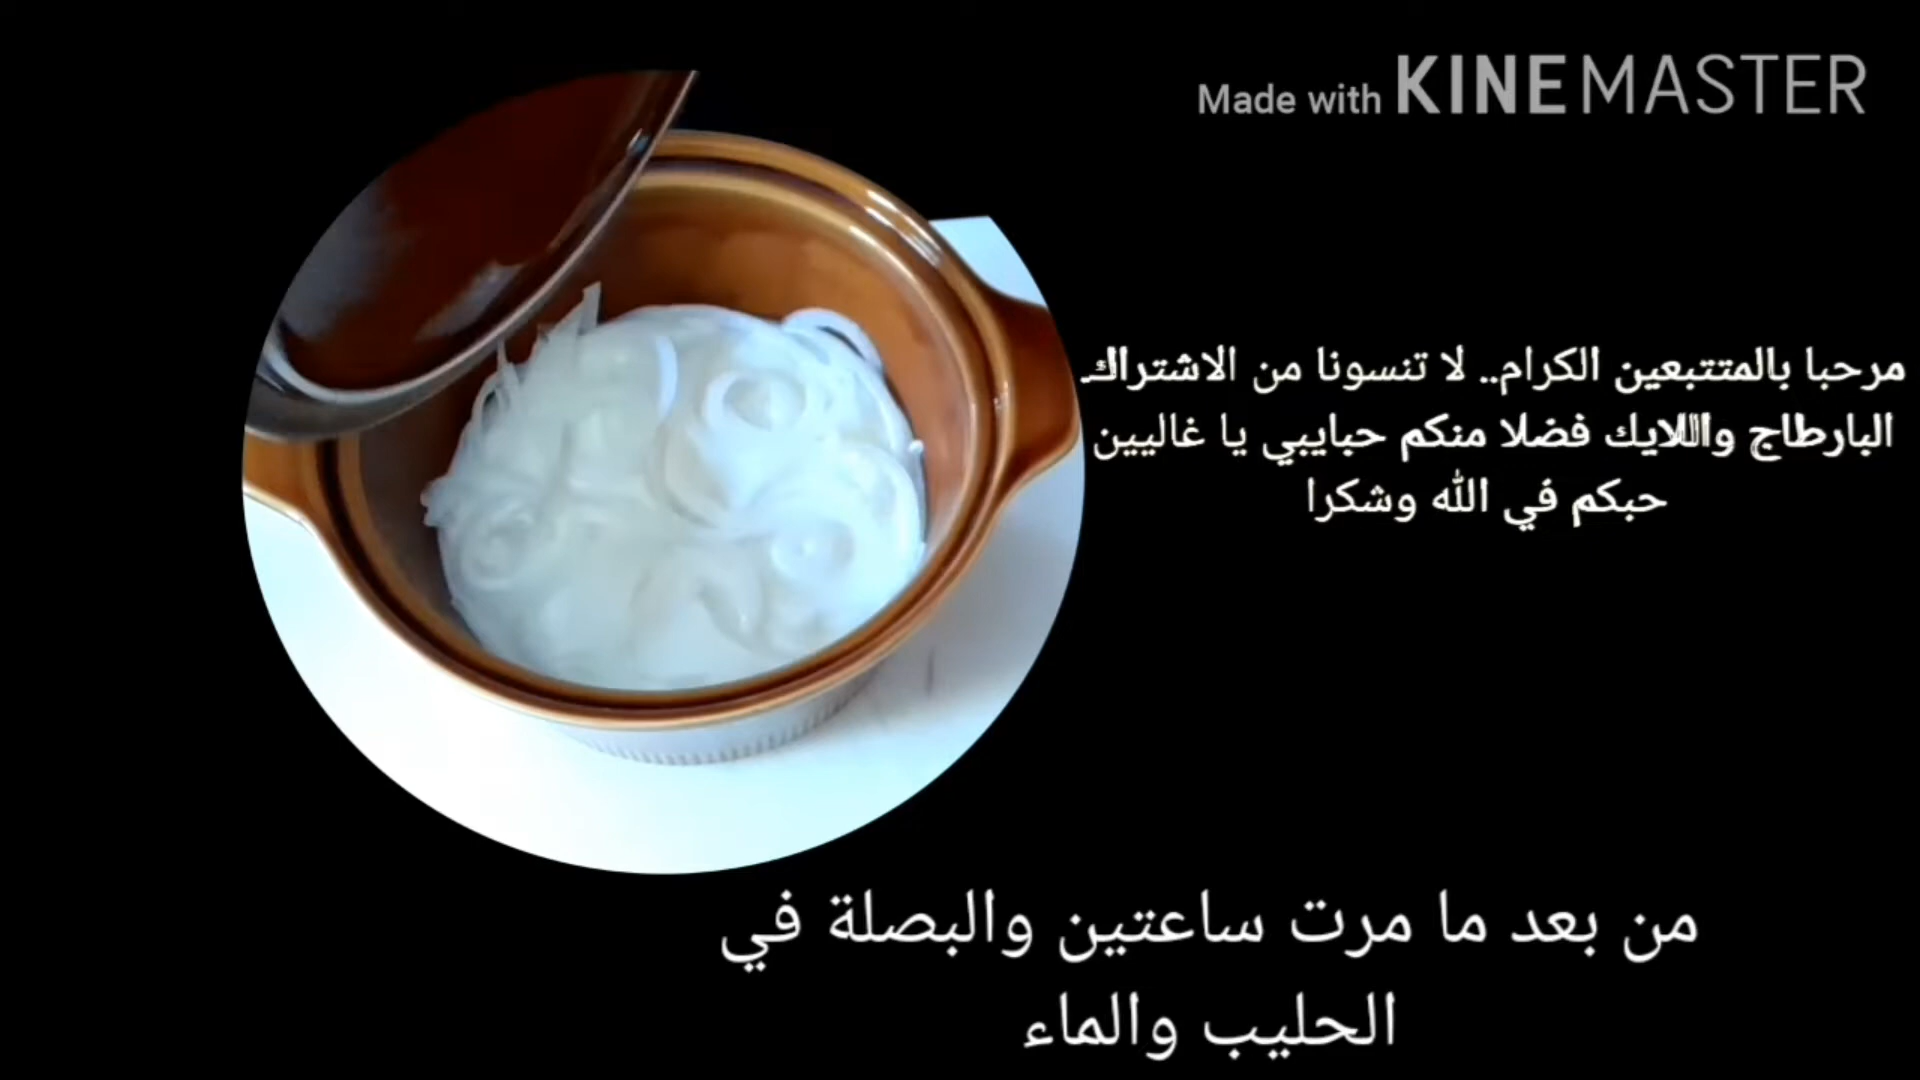 Made with KINEMASTER
مرحبا بالمتتبعين الكرام.. لا تنسونا من الاشتراك
البارطاج واللايك فضلا منكم حبايبي يا غاليين
حبكم في الله وشكرا
من بعد ما مرت ساعتين والبصلة في
الحليب والماء